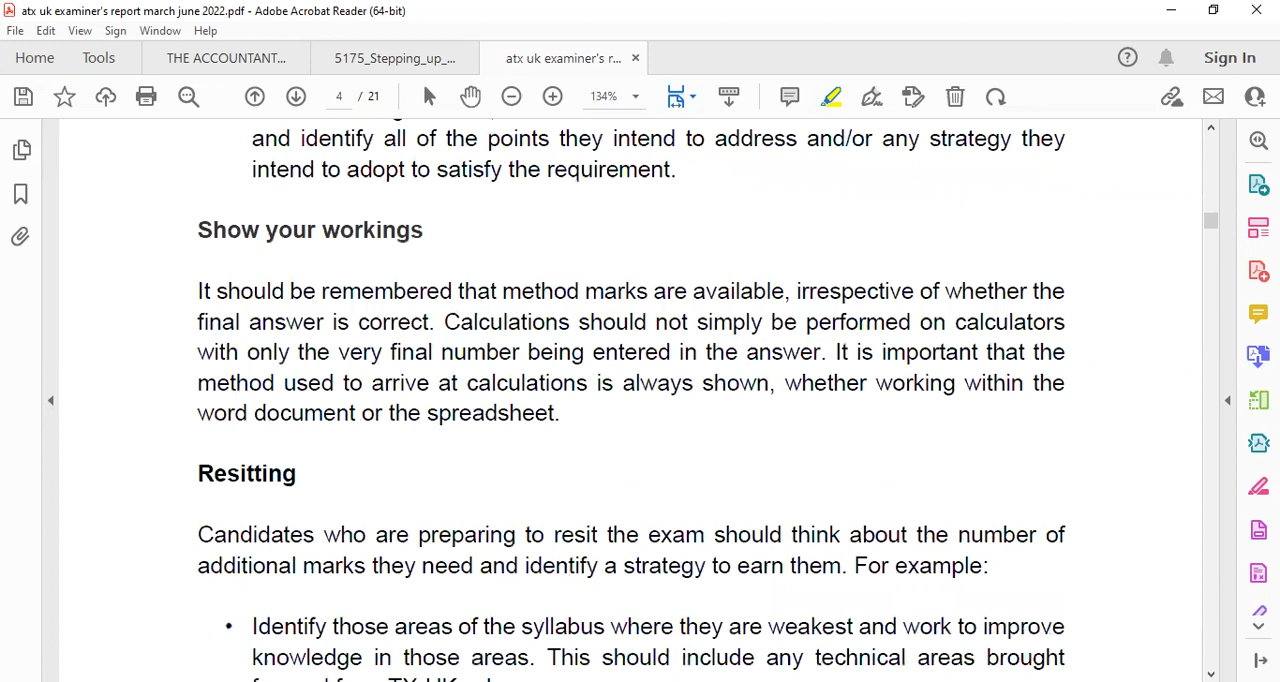 atx uk examiner's report march june 2022.pdf - Adobe Acrobat Reader (64-bit)
File Edit View Sign Window Help
Home Tools THE ACCOUNTANT... 5175_Stepping_up_... atx uk examiner's r... Sign In
4 / 21 134%
and identify all of the points they intend to address and/or any strategy they
intend to adopt to satisfy the requirement.
Show your workings
It should be remembered that method marks are available, irrespective of whether the
final answer is correct. Calculations should not simply be performed on calculators
with only the very final number being entered in the answer. It is important that the
method used to arrive at calculations is always shown, whether working within the
word document or the spreadsheet.
Resitting
Candidates who are preparing to resit the exam should think about the number of
additional marks they need and identify a strategy to earn them. For example:
• Identify those areas of the syllabus where they are weakest and work to improve
knowledge in those areas. This should include any technical areas brought